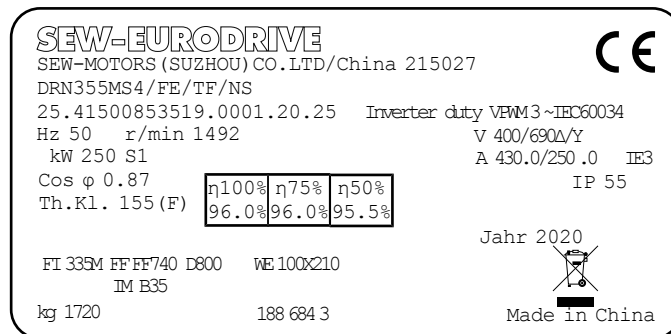 SEW-EURODRIVE
SEW-MOTORS(SUZHOU)CO.LTD/China 215027
CE
DRN355MS4/FE/TF/NS
25.41500853519.0001.20.25 Inverter duty VPWM 3~IEC60034
Hz 50 r/min 1492 V 400/690Δ/Y
kW 250 S1 A 430.0/250.0 IE3
Cos φ 0.87 IP 55
Th.Kl. 155(F)
η100% η75% η50%
96.0% 96.0% 95.5%
Jahr 2020
FI 335M FF FF740 D800 WE 100X210
IM B35
kg 1720 188 684 3 Made in China